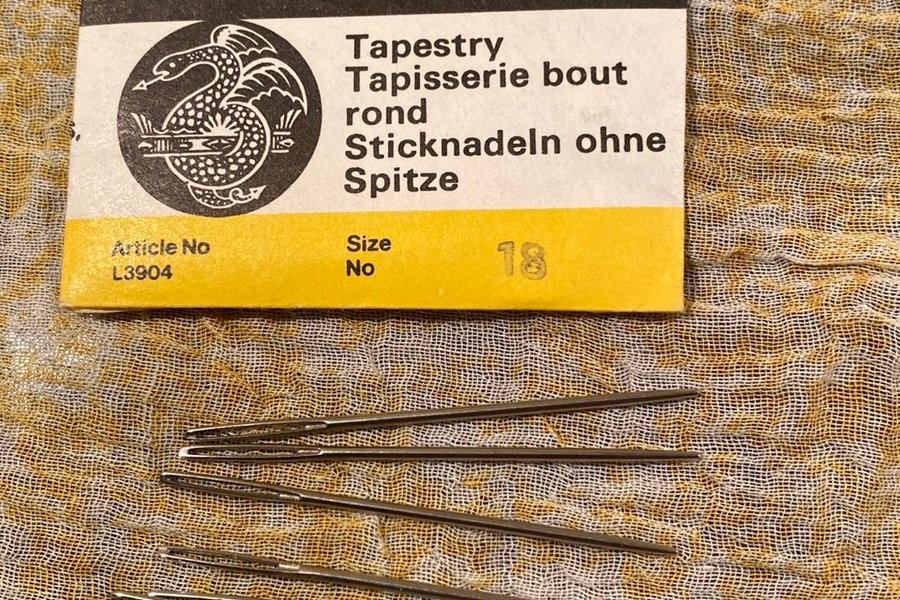 Tapestry
Tapisserie bout
rond
Sticknadeln ohne
Spitze
Article No
L3904
Size
No
18